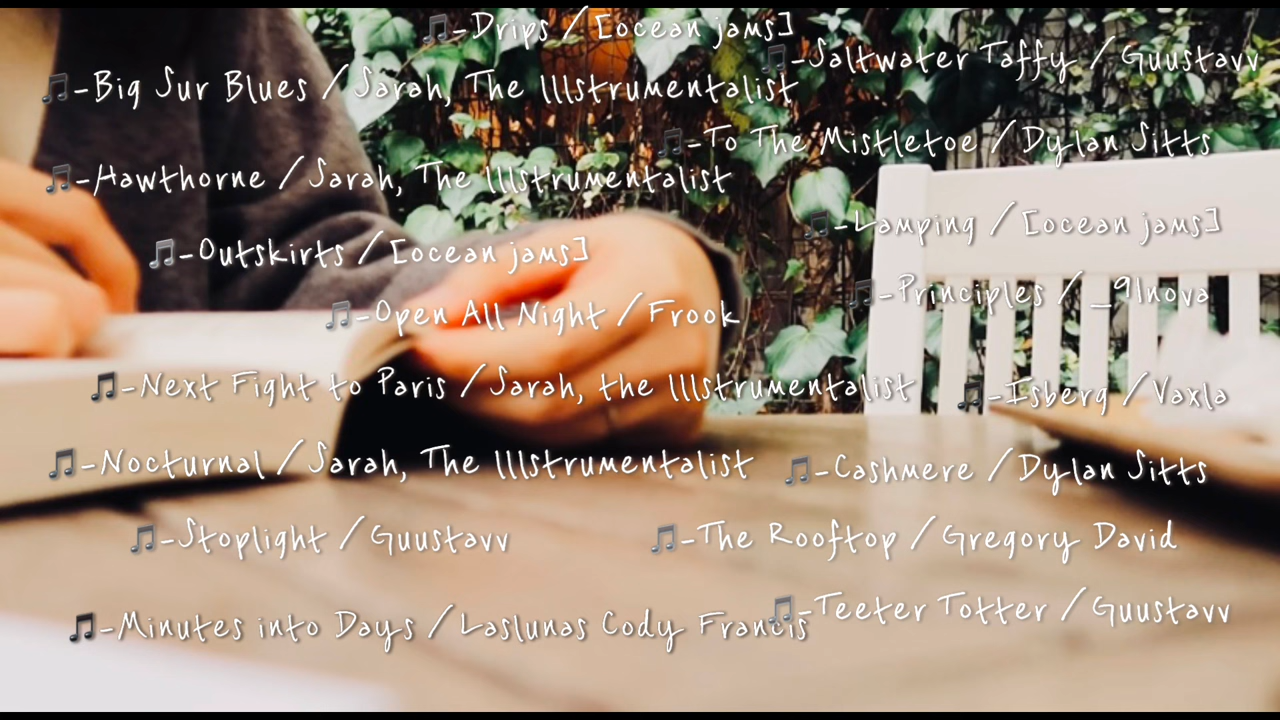 🎵-Drips / [ocean jams]
🎵-Saltwater Taffy / Guustavv
🎵-Big Sur Blues / Sarah, The Illstrumentalist
🎵-To The Mistletoe / Dylan Sitts
🎵-Hawthorne / Sarah, The Illstrumentalist
🎵-Lamping / [ocean jams]
🎵-Outskirts / [ocean jams]
🎵-Principles / _91nova
🎵-Open All Night / Frook
🎵-Next Fight to Paris / Sarah, the Illstrumentalist
🎵-Isberg / Vaxla
🎵-Nocturnal / Sarah, The Illstrumentalist
🎵-Cashmere / Dylan Sitts
🎵-Stoplight / Guustavv
🎵-The Rooftop / Gregory David
🎵-Teeter Totter / Guustavv
🎵-Minutes into Days / Laslunas Cody Francis